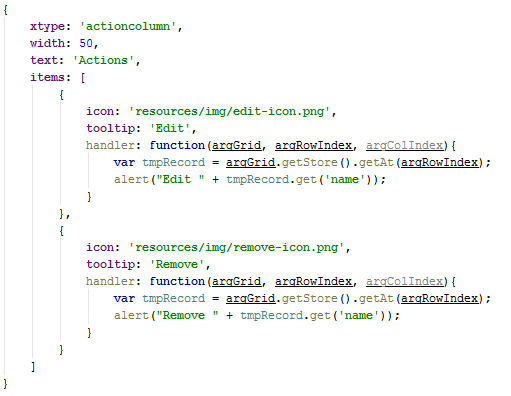 {
    xtype: 'actioncolumn',
    width: 50,
    text: 'Actions',
    items: [
        {
            icon: 'resources/img/edit-icon.png',
            tooltip: 'Edit',
            handler: function(argGrid, argRowIndex, argColIndex){
                var tmpRecord = argGrid.getStore().getAt(argRowIndex);
                alert("Edit " + tmpRecord.get('name'));
            }
        },
        {
            icon: 'resources/img/remove-icon.png',
            tooltip: 'Remove',
            handler: function(argGrid, argRowIndex, argColIndex){
                var tmpRecord = argGrid.getStore().getAt(argRowIndex);
                alert("Remove " + tmpRecord.get('name'));
            }
        }
    ]
}